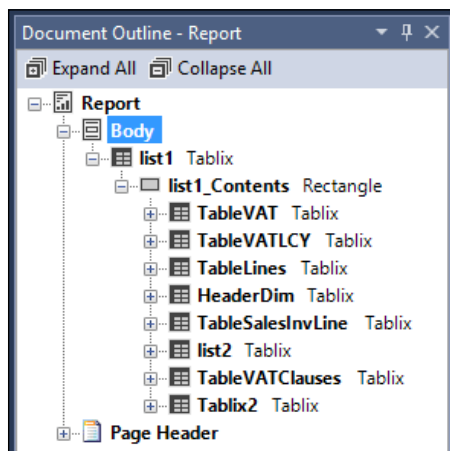 Document Outline - Report
Expand All Collapse All
Report
Body
list1 Tablix
list1_Contents Rectangle
TableVAT Tablix
TableVATLCY Tablix
TableLines Tablix
HeaderDim Tablix
TableSalesInvLine Tablix
list2 Tablix
TableVATClauses Tablix
Tablix2 Tablix
Page Header